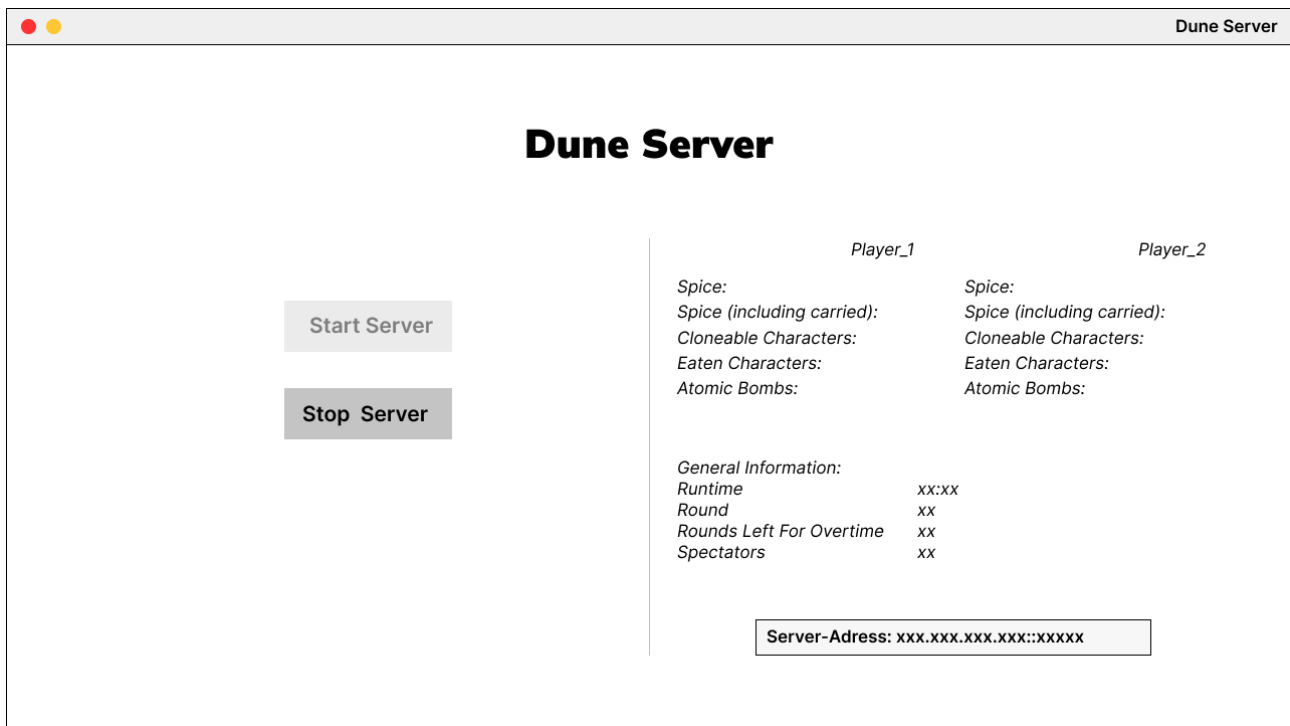 Dune Server
Dune Server
Start Server
Stop Server
Player_1 Player_2
Spice: Spice:
Spice (including carried): Spice (including carried):
Cloneable Characters: Cloneable Characters:
Eaten Characters: Eaten Characters:
Atomic Bombs: Atomic Bombs:
General Information:
Runtime xx:xx
Round xx
Rounds Left For Overtime xx
Spectators xx
Server-Adress: xxx.xxx.xxx.xxx::xxxxx